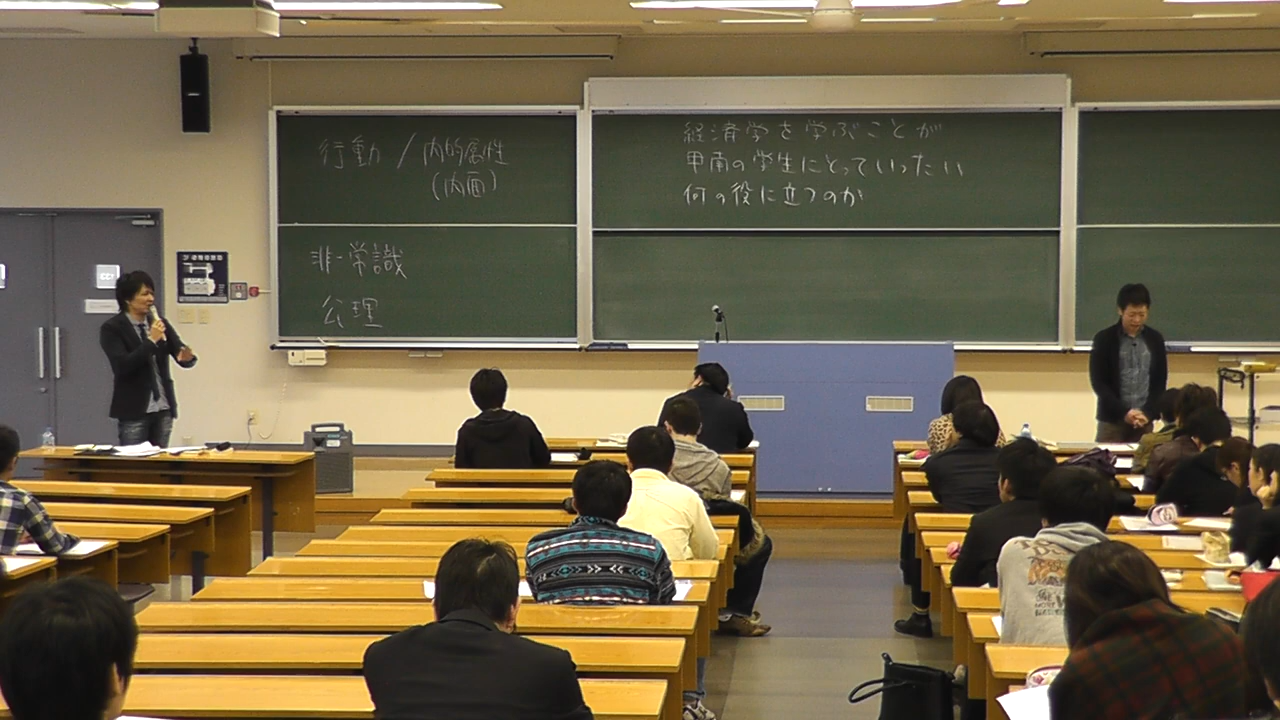 行動/内的属性
(内面)
非-常識
公理
経済学を学ぶことが
甲南の学生にとっていったい
何の役に立つのか